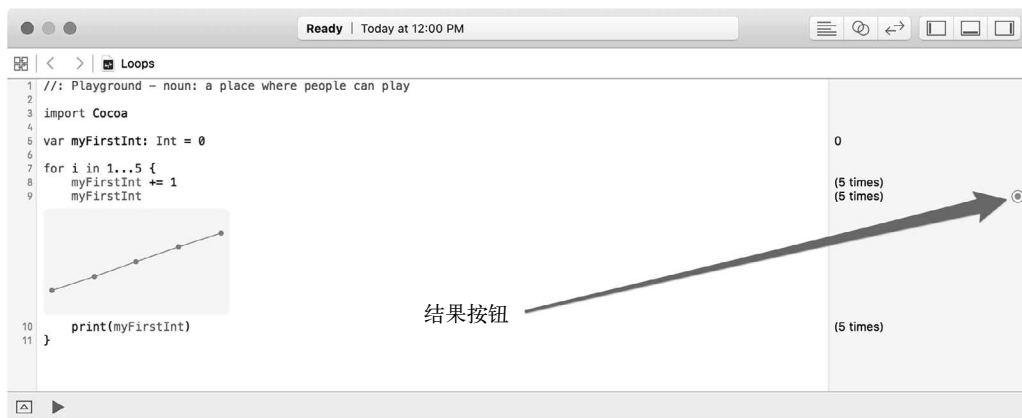 Ready | Today at 12:00 PM
Loops
1 //: Playground – noun: a place where people can play
2
3 import Cocoa
4
5 var myFirstInt: Int = 0 0
6
7 for i in 1...5 {
8 myFirstInt += 1 (5 times)
9 myFirstInt (5 times)
结果按钮
10 print(myFirstInt) (5 times)
11 }